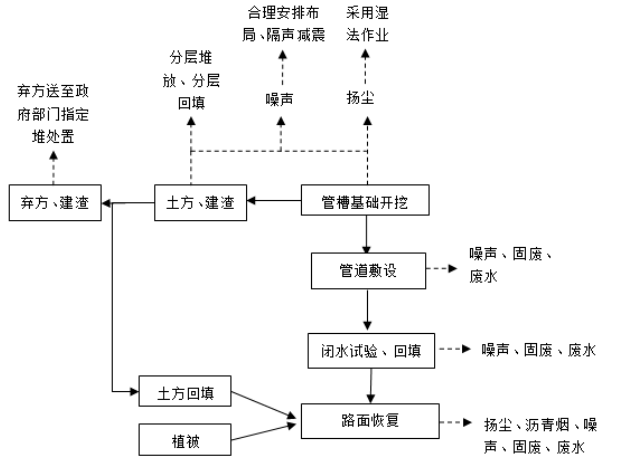 合理安排布
局、隔声减震
采用湿
法作业
分层堆
放、分层
回填
弃方送至政
府部门指定
堆处置
噪声
扬尘
弃方、建渣
土方、建渣
管槽基础开挖
管道敷设
噪声、固废、
废水
闭水试验、回填
噪声、固废、废水
土方回填
路面恢复
植被
扬尘、沥青烟、噪
声、固废、废水